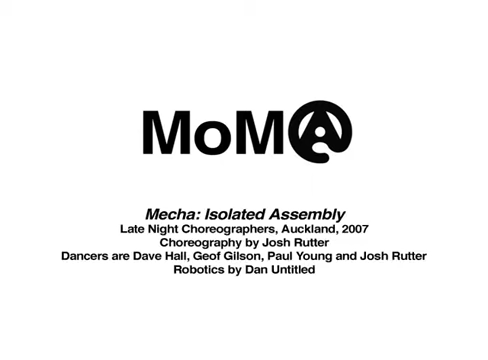 MoMA
Mecha: Isolated Assembly
Late Night Choreographers, Auckland, 2007
Choreography by Josh Rutter
Dancers are Dave Hall, Geof Gilson, Paul Young and Josh Rutter
Robotics by Dan Untitled